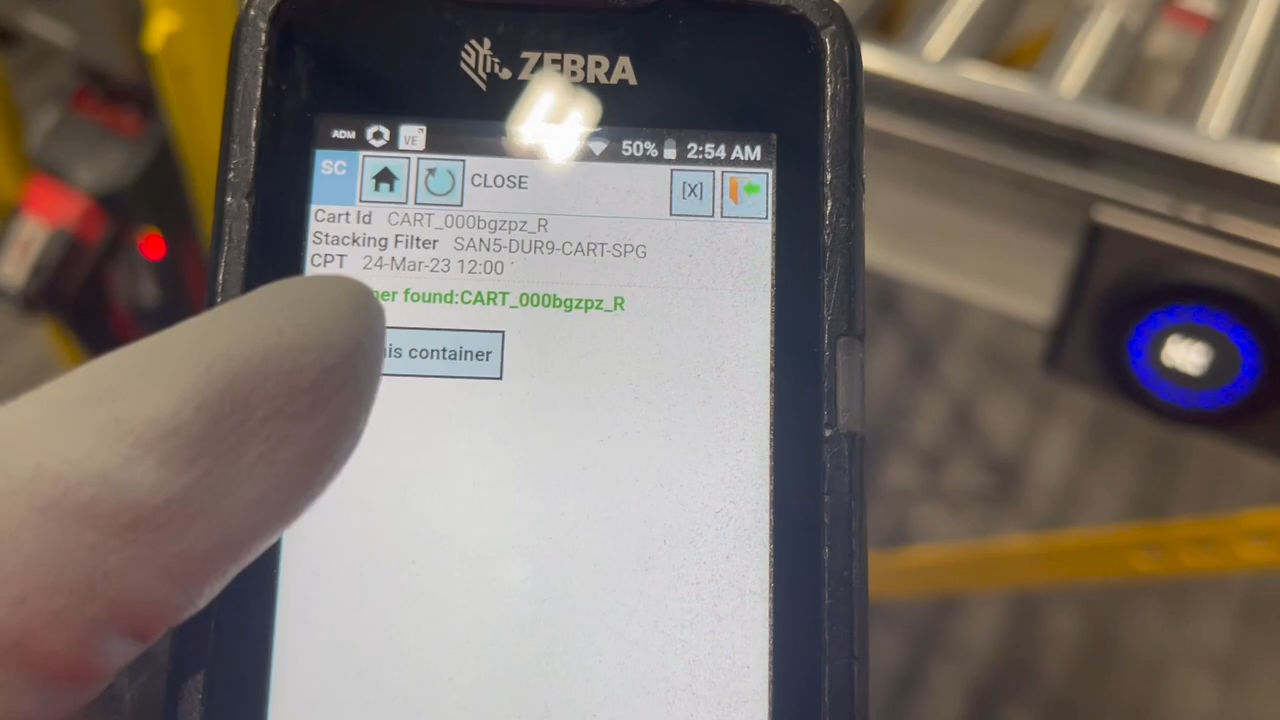 ZEBRA
ADM VE 50% 2:54 AM
SC CLOSE [X]
Cart Id CART_000bgzpz_R
Stacking Filter SAN5-DUR9-CART-SPG
CPT 24-Mar-23 12:00
found:CART_000bgzpz_R
container